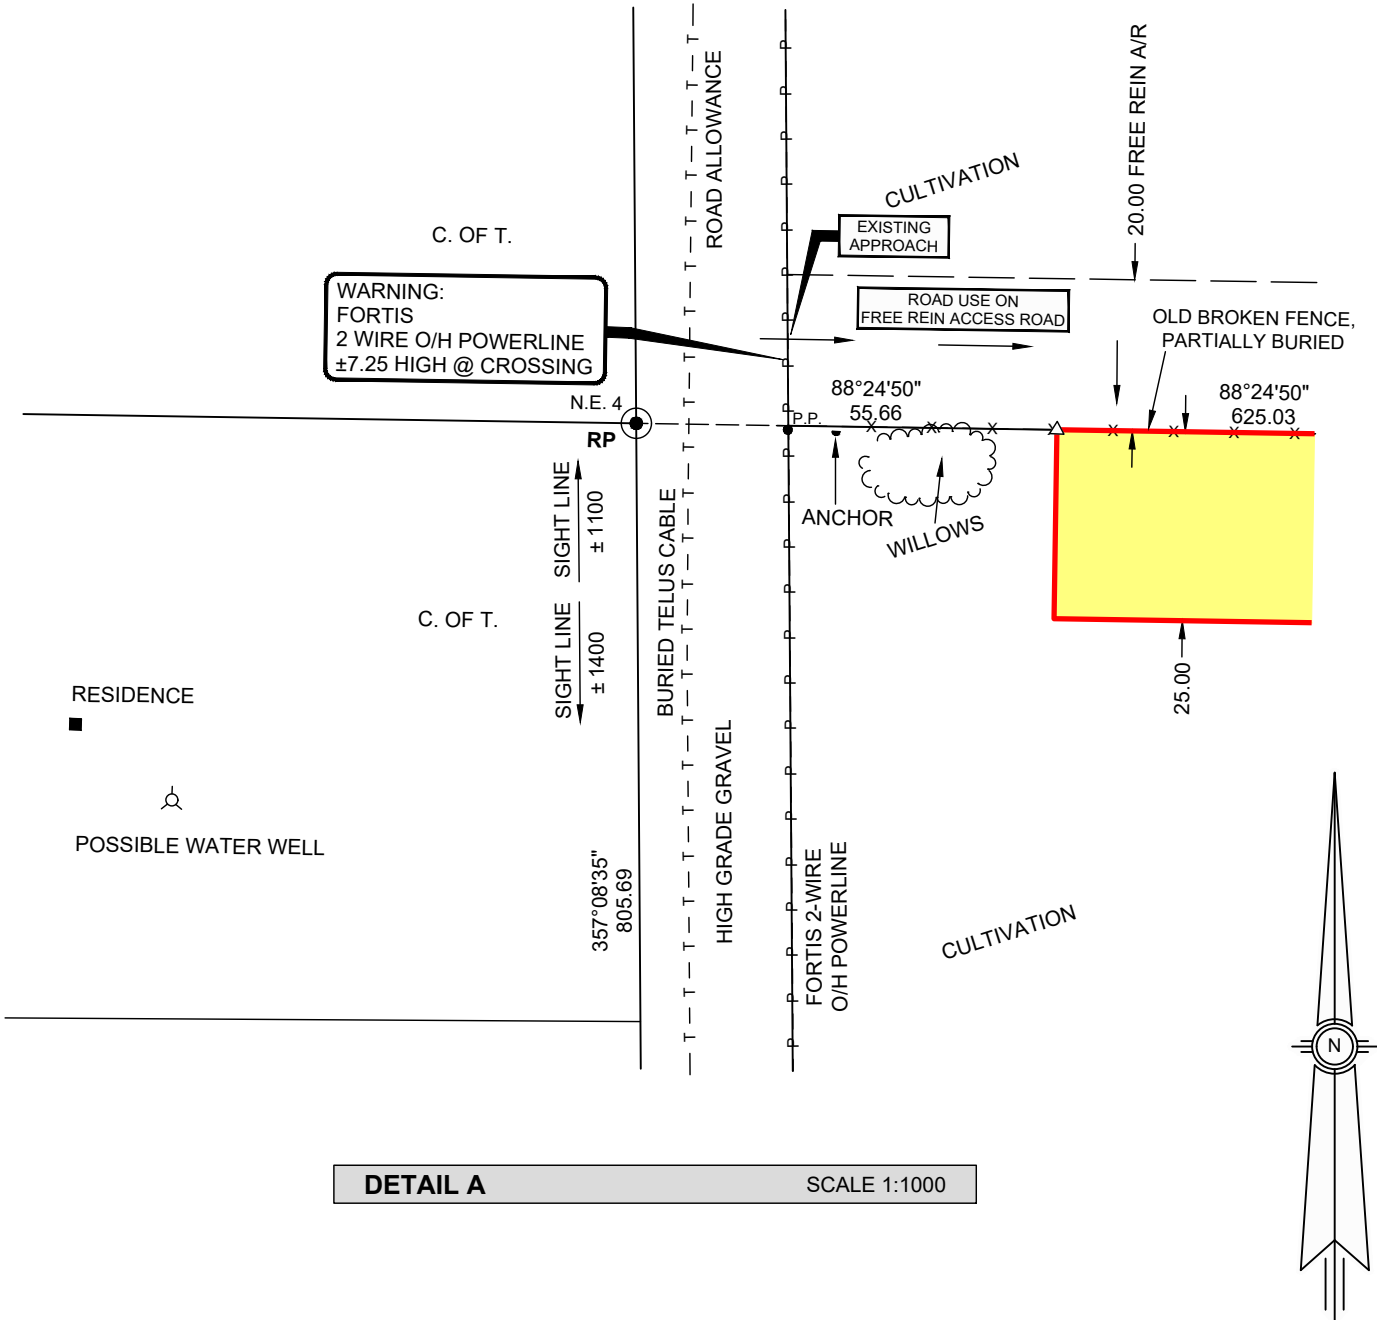 20.00 FREE REIN A/R
ROAD ALLOWANCE
CULTIVATION
C. OF T.
EXISTING
APPROACH
WARNING:
FORTIS
2 WIRE O/H POWERLINE
±7.25 HIGH @ CROSSING
ROAD USE ON
FREE REIN ACCESS ROAD
OLD BROKEN FENCE,
PARTIALLY BURIED
88°24'50"
55.66
88°24'50"
625.03
N.E. 4
RP
P.P.
SIGHT LINE
± 1100
ANCHOR
WILLOWS
BURIED TELUS CABLE
C. OF T.
SIGHT LINE
± 1400
25.00
RESIDENCE
POSSIBLE WATER WELL
HIGH GRADE GRAVEL
357°08'35"
805.69
FORTIS 2-WIRE
O/H POWERLINE
CULTIVATION
N
DETAIL A
SCALE 1:1000